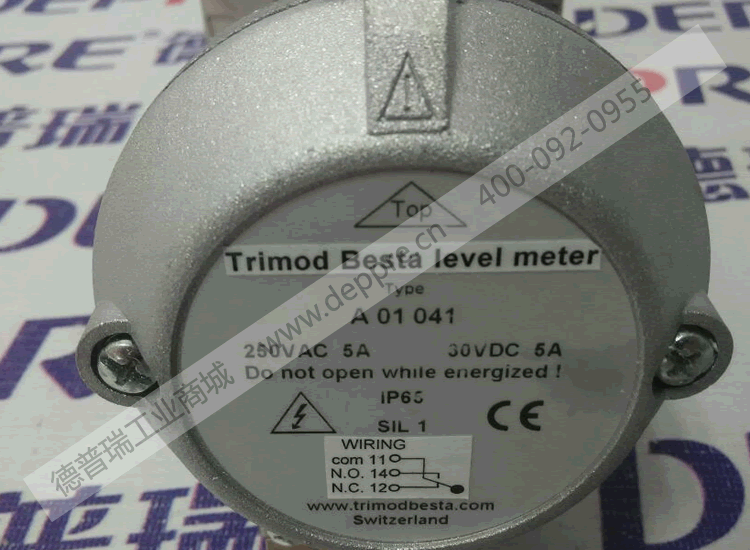 Top
Trimod Besta level meter
Type
A 01 041
250VAC 5A 30VDC 5A
Do not open while energized !
IP65
SIL 1
CE
WIRING
com 11
N.O. 14
N.C. 12
www.trimodbesta.com
Switzerland
德普瑞工业商城 www.deppre.cn 400-092-0955